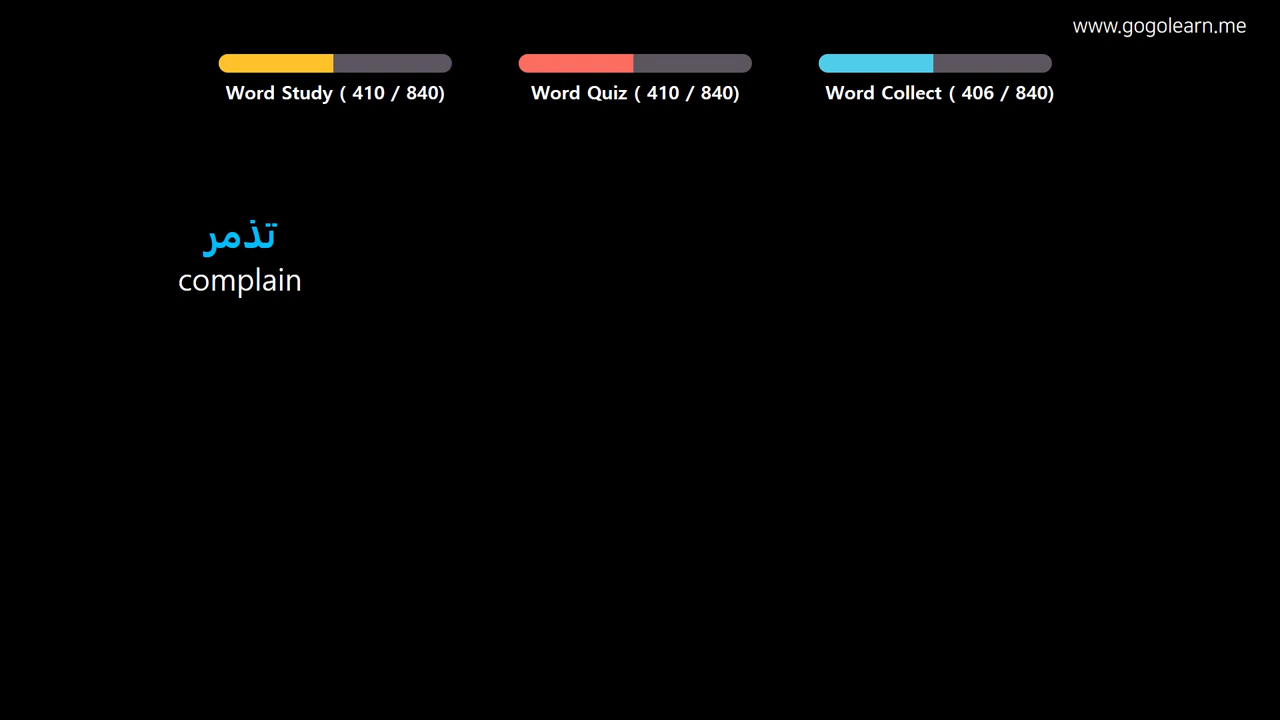 www.gogolearn.me
Word Study ( 410 / 840)
Word Quiz ( 410 / 840)
Word Collect ( 406 / 840)
تذمر
complain